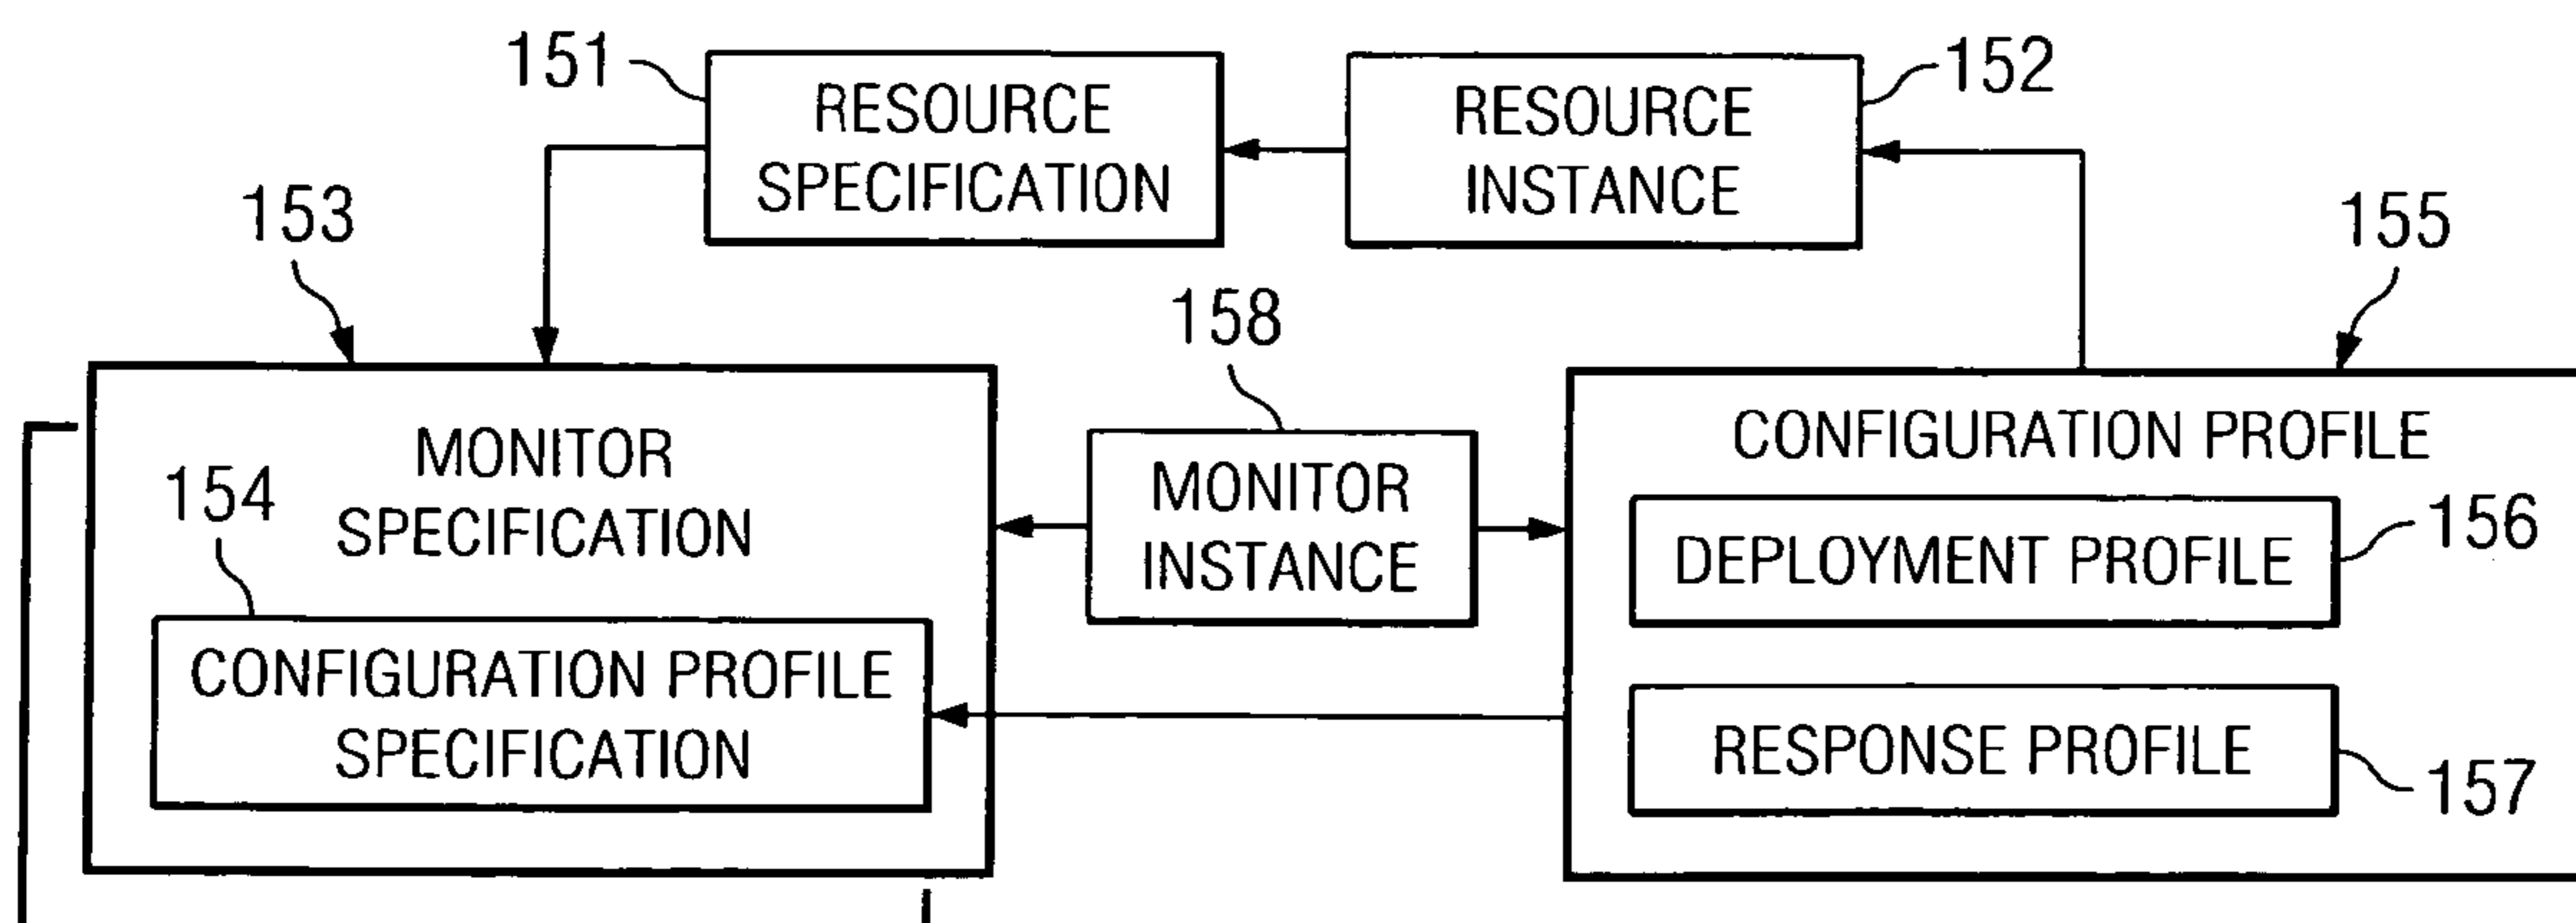 151
RESOURCE
SPECIFICATION
RESOURCE
INSTANCE
152
153
155
158
MONITOR
SPECIFICATION
154
CONFIGURATION PROFILE
SPECIFICATION
MONITOR
INSTANCE
CONFIGURATION PROFILE
DEPLOYMENT PROFILE
156
RESPONSE PROFILE
157